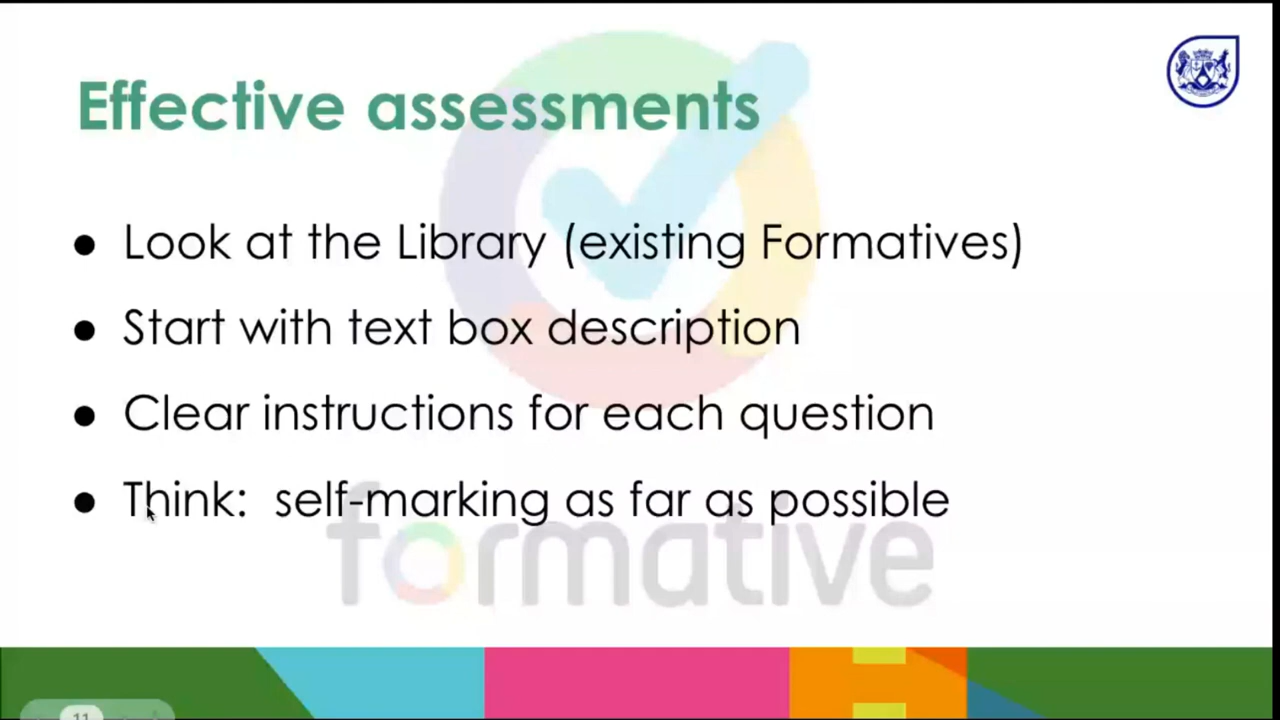 Effective assessments
● Look at the Library (existing Formatives)
● Start with text box description
● Clear instructions for each question
● Think:  self-marking as far as possible
formative
11